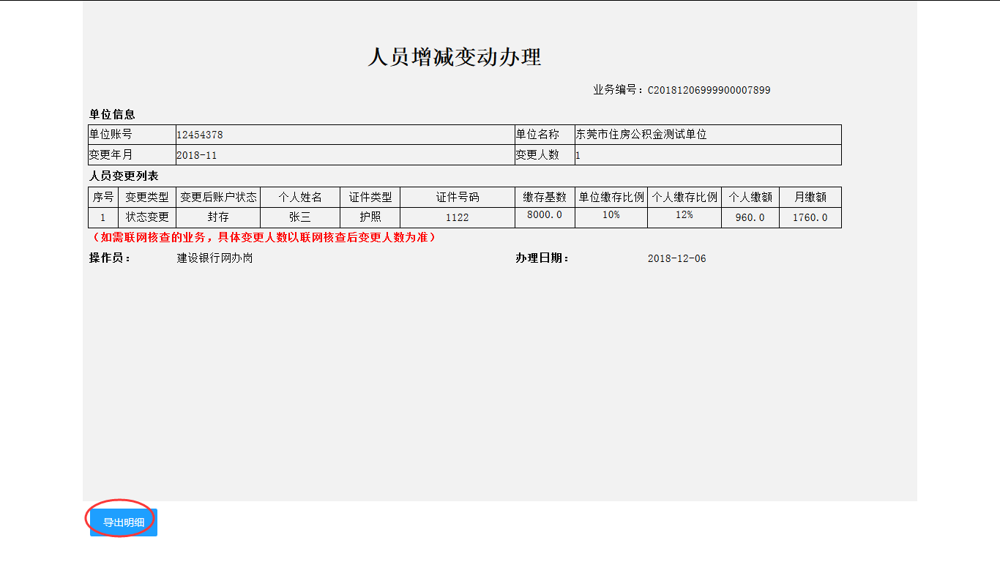 人员增减变动办理
业务编号：C20181206999900007899
单位信息
单位账号 12454378 单位名称 东莞市住房公积金测试单位
变更年月 2018-11 变更人数 1
人员变更列表
序号 变更类型 变更后账户状态 个人姓名 证件类型 证件号码 缴存基数 单位缴存比例 个人缴存比例 个人缴额 月缴额
1 状态变更 封存 张三 护照 1122 8000.0 10% 12% 960.0 1760.0
（如需联网核查的业务，具体变更人数以联网核查后变更人数为准）
操作员： 建设银行网办岗 办理日期： 2018-12-06
导出明细